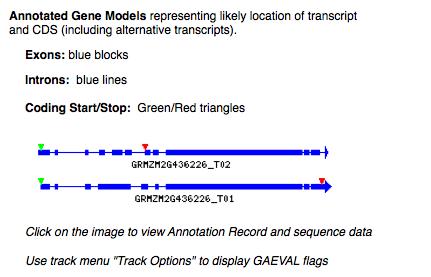 Annotated Gene Models representing likely location of transcript
and CDS (including alternative transcripts).
Exons: blue blocks
Introns: blue lines
Coding Start/Stop: Green/Red triangles
GRMZM2G436226_T02
GRMZM2G436226_T01
Click on the image to view Annotation Record and sequence data
Use track menu "Track Options" to display GAEVAL flags